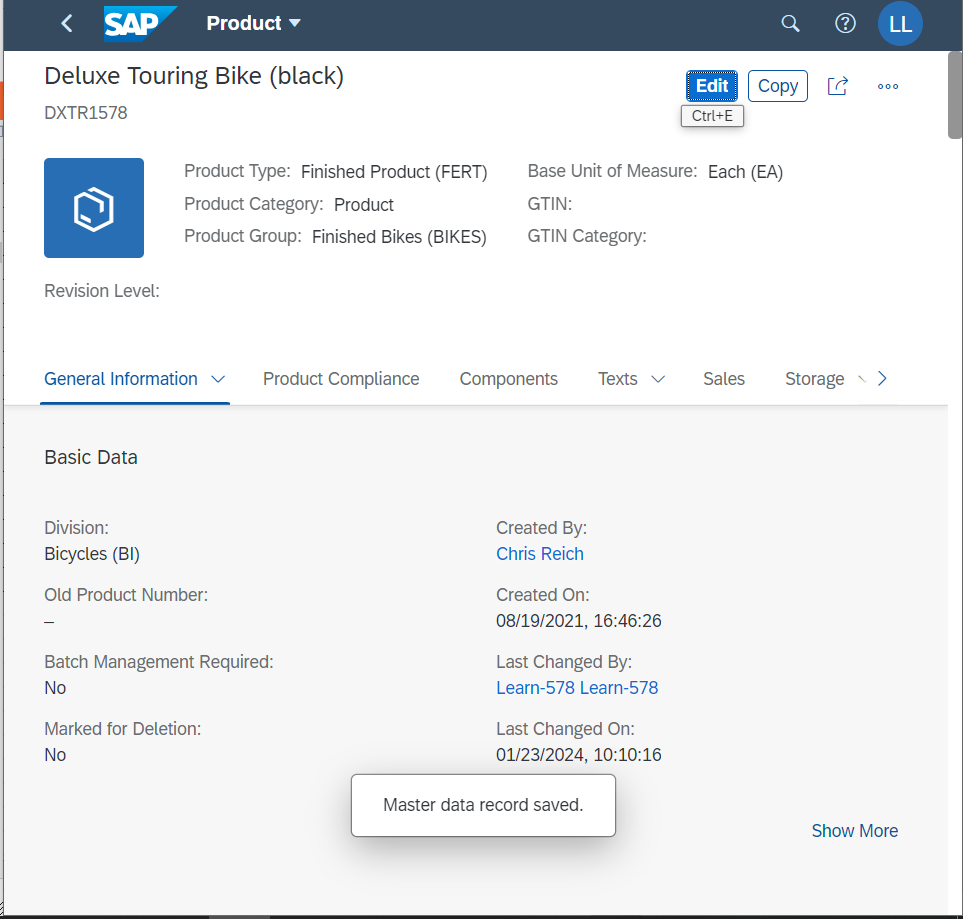 SAP Product LL
Deluxe Touring Bike (black)
Edit Copy
DXTR1578
Ctrl+E
Product Type: Finished Product (FERT) Base Unit of Measure: Each (EA)
Product Category: Product GTIN:
Product Group: Finished Bikes (BIKES) GTIN Category:
Revision Level:
General Information Product Compliance Components Texts Sales Storage
Basic Data
Division: Created By:
Bicycles (BI) Chris Reich
Old Product Number: Created On:
– 08/19/2021, 16:46:26
Batch Management Required: Last Changed By:
No Learn-578 Learn-578
Marked for Deletion: Last Changed On:
No 01/23/2024, 10:10:16
Master data record saved.
Show More